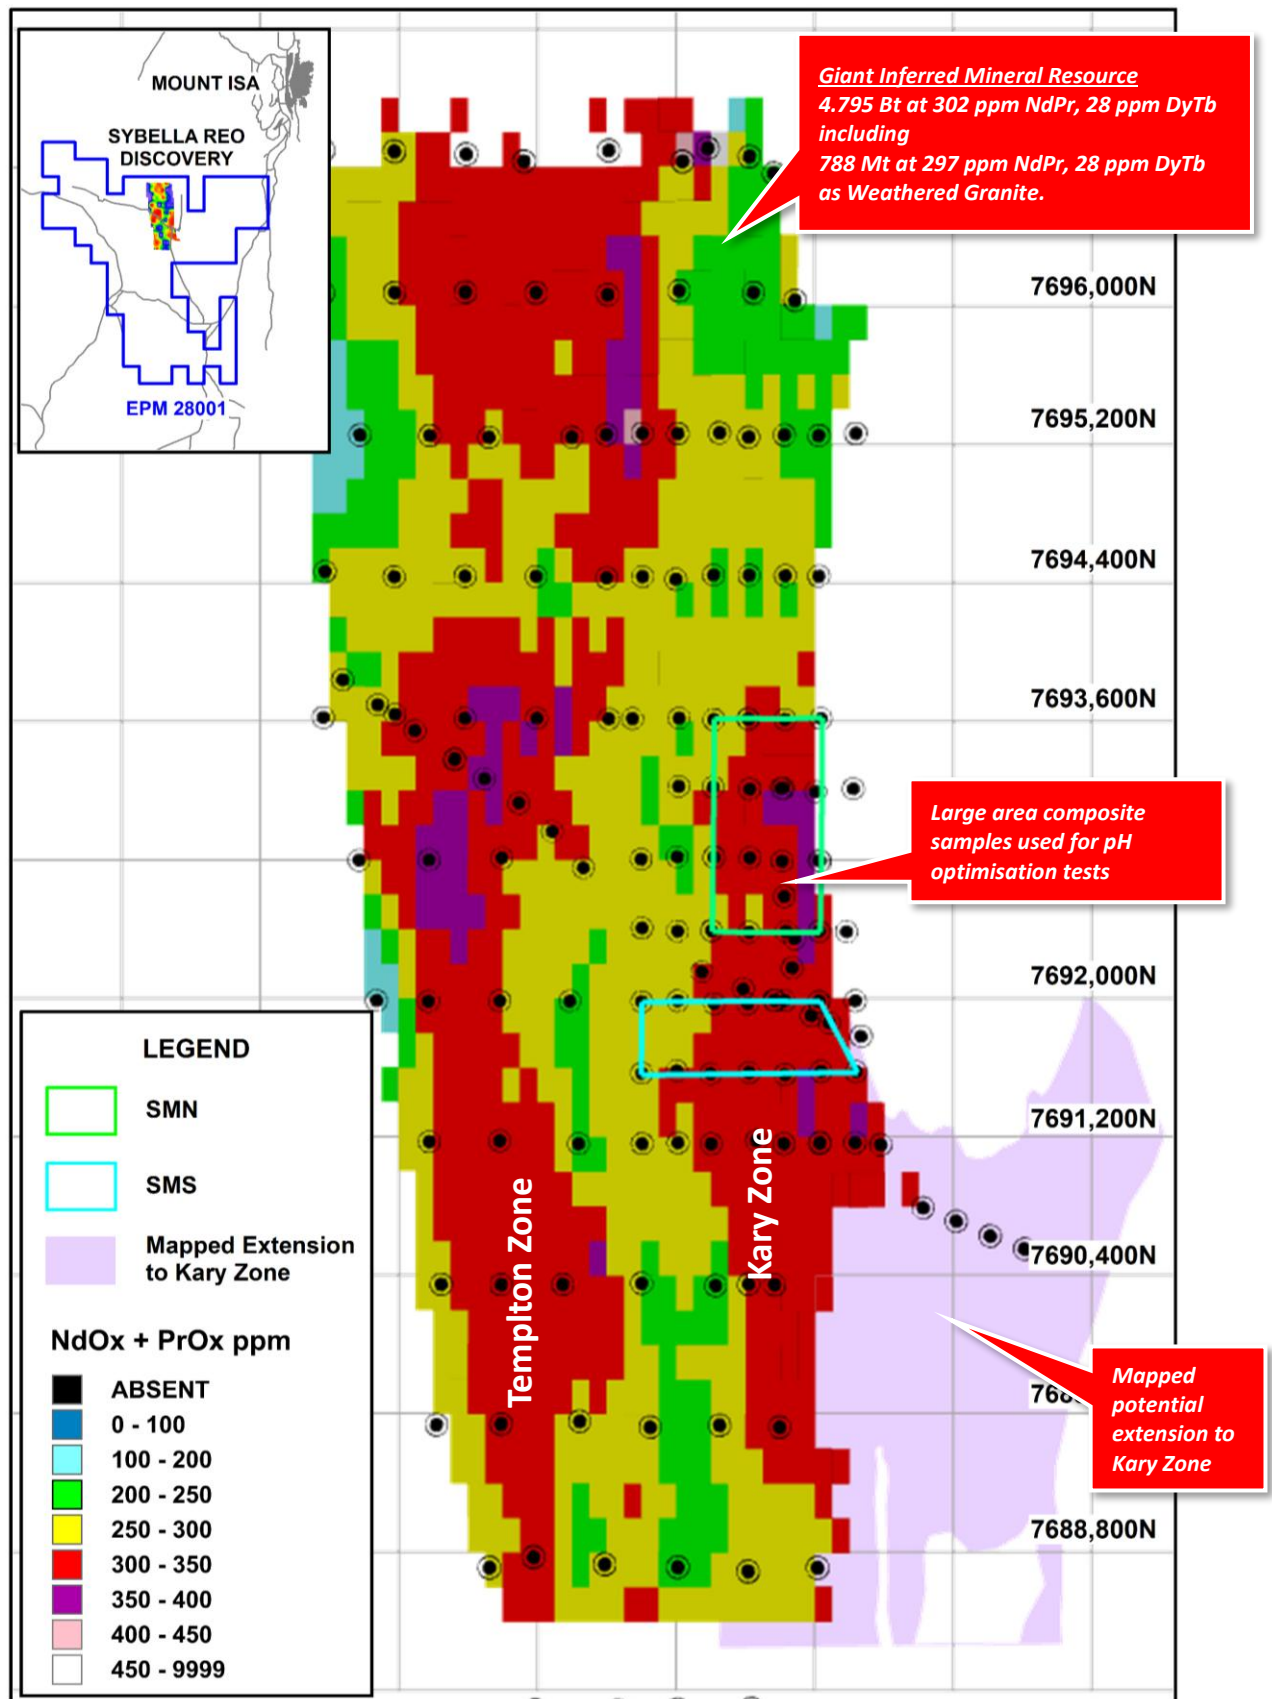 MOUNT ISA
SYBELLA REO
DISCOVERY
EPM 28001
Giant Inferred Mineral Resource
4.795 Bt at 302 ppm NdPr, 28 ppm DyTb
including
788 Mt at 297 ppm NdPr, 28 ppm DyTb
as Weathered Granite.
7696,000N
7695,200N
7694,400N
7693,600N
Large area composite
samples used for pH
optimisation tests
7692,000N
7691,200N
7690,400N
768
7688,800N
Templton Zone
Kary Zone
Mapped
potential
extension to
Kary Zone
LEGEND
SMN
SMS
Mapped Extension
to Kary Zone
NdOx + PrOx ppm
ABSENT
0 - 100
100 - 200
200 - 250
250 - 300
300 - 350
350 - 400
400 - 450
450 - 9999